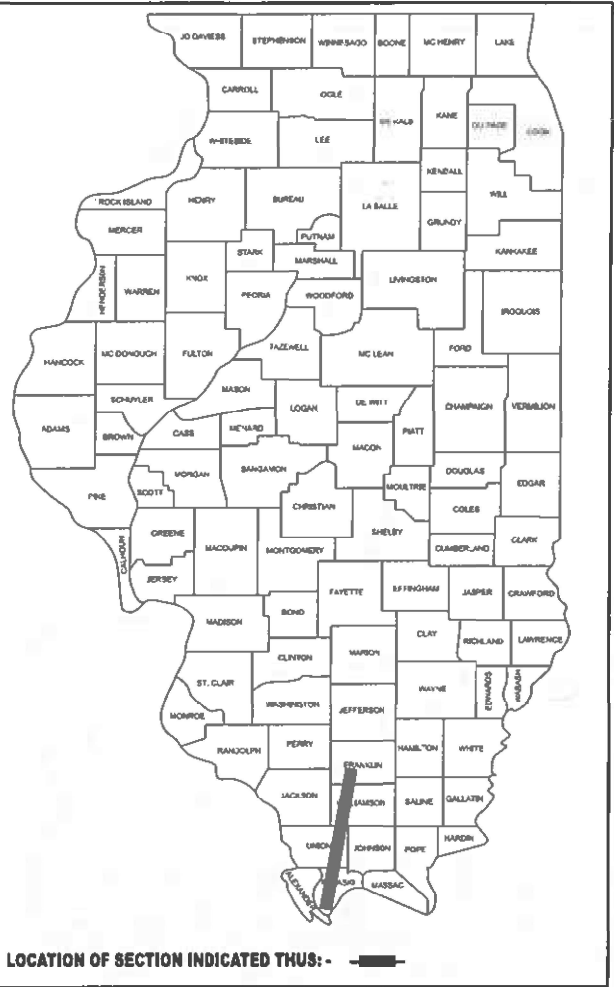 JO DAVIESS STEPHENSON WINNEBAGO BOONE MC HENRY LAKE
CARROLL OGLE
DE KALB KANE DU PAGE COOK
WHITESIDE LEE
KENDALL
ROCK ISLAND HENRY BUREAU LA SALLE WILL
MERCER GRUNDY
PUTNAM
STARK MARSHALL KANKAKEE
HENDERSON WARREN KNOX PEORIA WOODFORD LIVINGSTON
IROQUOIS
HANCOCK MC DONOUGH FULTON TAZEWELL MC LEAN FORD
MASON
SCHUYLER LOGAN DE WITT CHAMPAIGN VERMILION
ADAMS BROWN CASS MENARD PIATT
MACON
MORGAN SANGAMON DOUGLAS
PIKE SCOTT MOULTRIE EDGAR
CHRISTIAN COLES
GREENE SHELBY
CALHOUN MACOUPIN MONTGOMERY CUMBERLAND CLARK
JERSEY
FAYETTE EFFINGHAM JASPER CRAWFORD
MADISON BOND
CLAY RICHLAND LAWRENCE
CLINTON MARION
ST. CLAIR WAYNE EDWARDS WABASH
WASHINGTON JEFFERSON
MONROE
RANDOLPH PERRY HAMILTON WHITE
FRANKLIN
JACKSON LIAMSON SALINE GALLATIN
UNION JOHNSON POPE HARDIN
ALEXANDER ASKI MASSAC
LOCATION OF SECTION INDICATED THUS: -